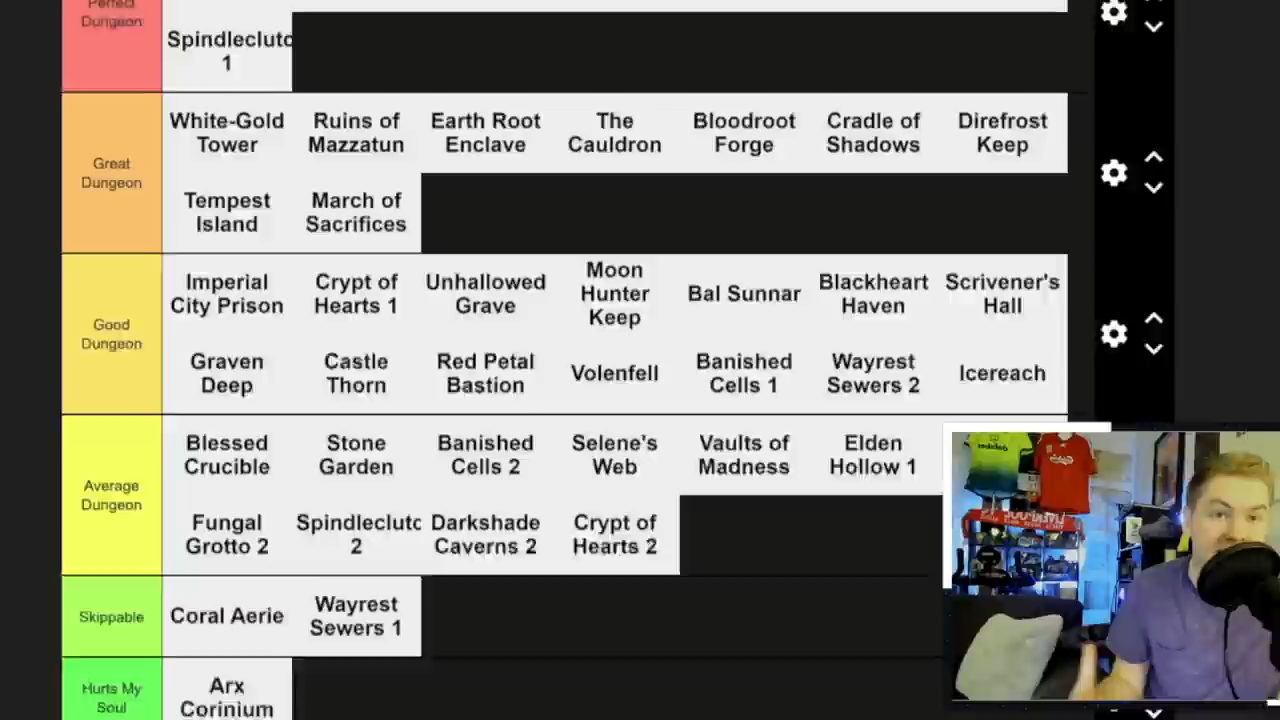 Perfect
Dungeon
Spindleclutc
1
Great
Dungeon
White-Gold
Tower
Ruins of
Mazzatun
Earth Root
Enclave
The
Cauldron
Bloodroot
Forge
Cradle of
Shadows
Direfrost
Keep
Tempest
Island
March of
Sacrifices
Good
Dungeon
Imperial
City Prison
Crypt of
Hearts 1
Unhallowed
Grave
Moon
Hunter
Keep
Bal Sunnar
Blackheart
Haven
Scrivener's
Hall
Graven
Deep
Castle
Thorn
Red Petal
Bastion
Volenfell
Banished
Cells 1
Wayrest
Sewers 2
Icereach
Average
Dungeon
Blessed
Crucible
Stone
Garden
Banished
Cells 2
Selene's
Web
Vaults of
Madness
Elden
Hollow 1
Fungal
Grotto 2
Spindleclutc
2
Darkshade
Caverns 2
Crypt of
Hearts 2
Skippable
Coral Aerie
Wayrest
Sewers 1
Hurts My
Soul
Arx
Corinium